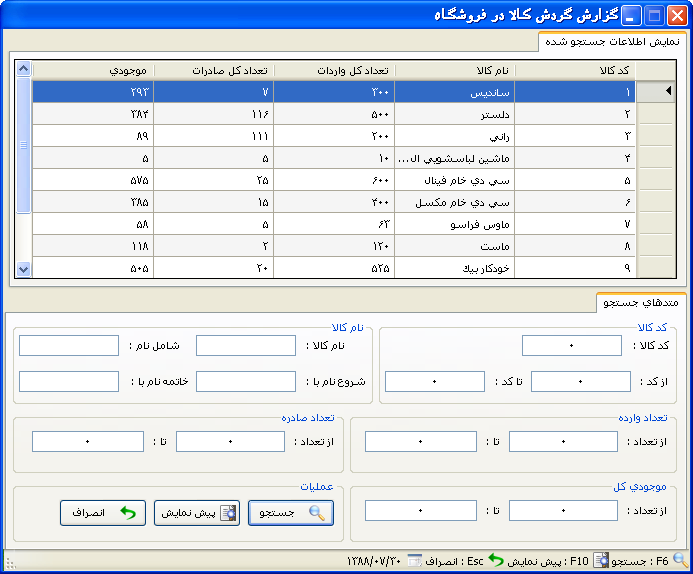 گزارش گردش کالا در فروشگاه
نمايش اطلاعات جستجو شده
کد کالا نام کالا تعداد کل واردات تعداد کل صادرات موجودي
۱ سانديس ۳۰۰ ۷ ۲۹۳
۲ دلستر ۵۰۰ ۱۱۶ ۳۸۴
۳ راني ۲۰۰ ۱۱۱ ۸۹
۴ ماشين لباسشويي ال... ۱۰ ۵ ۵
۵ سي دي خام فينال ۶۰۰ ۲۵ ۵۷۵
۶ سي دي خام مکسل ۴۰۰ ۱۵ ۳۸۵
۷ ماوس فراسو ۶۳ ۵ ۵۸
۸ ماست ۱۲۰ ۲ ۱۱۸
۹ خودکار بيك ۵۲۵ ۲۰ ۵۰۵
متدهاي جستجو
کد کالا
کد کالا : ۰
از کد : ۰ تا کد : ۰
نام کالا
نام کالا : شامل نام :
شروع نام با : خاتمه نام با :
تعداد وارده
از تعداد : ۰ تا : ۰
تعداد صادره
از تعداد : ۰ تا : ۰
موجودي کل
از تعداد : ۰ تا : ۰
عمليات
جستجو پيش نمايش انصراف
F6 : جستجو F10 : پيش نمايش Esc : انصراف ۱۳۸۸/۰۷/۳۰